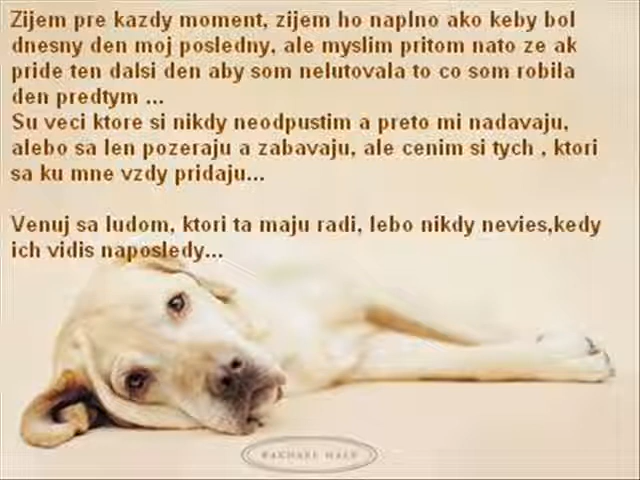 Zijem pre kazdy moment, zijem ho naplno ako keby bol
dnesny den moj posledny, ale myslim pritom nato ze ak
pride ten dalsi den aby som nelutovala to co som robila
den predtym ...
Su veci ktore si nikdy neodpustim a preto mi nadavaju,
alebo sa len pozeraju a zabavaju, ale cenim si tych , ktori
sa ku mne vzdy pridaju...
Venuj sa ludom, ktori ta maju radi, lebo nikdy nevies,kedy
ich vidis naposledy...
RACHAEL HALE